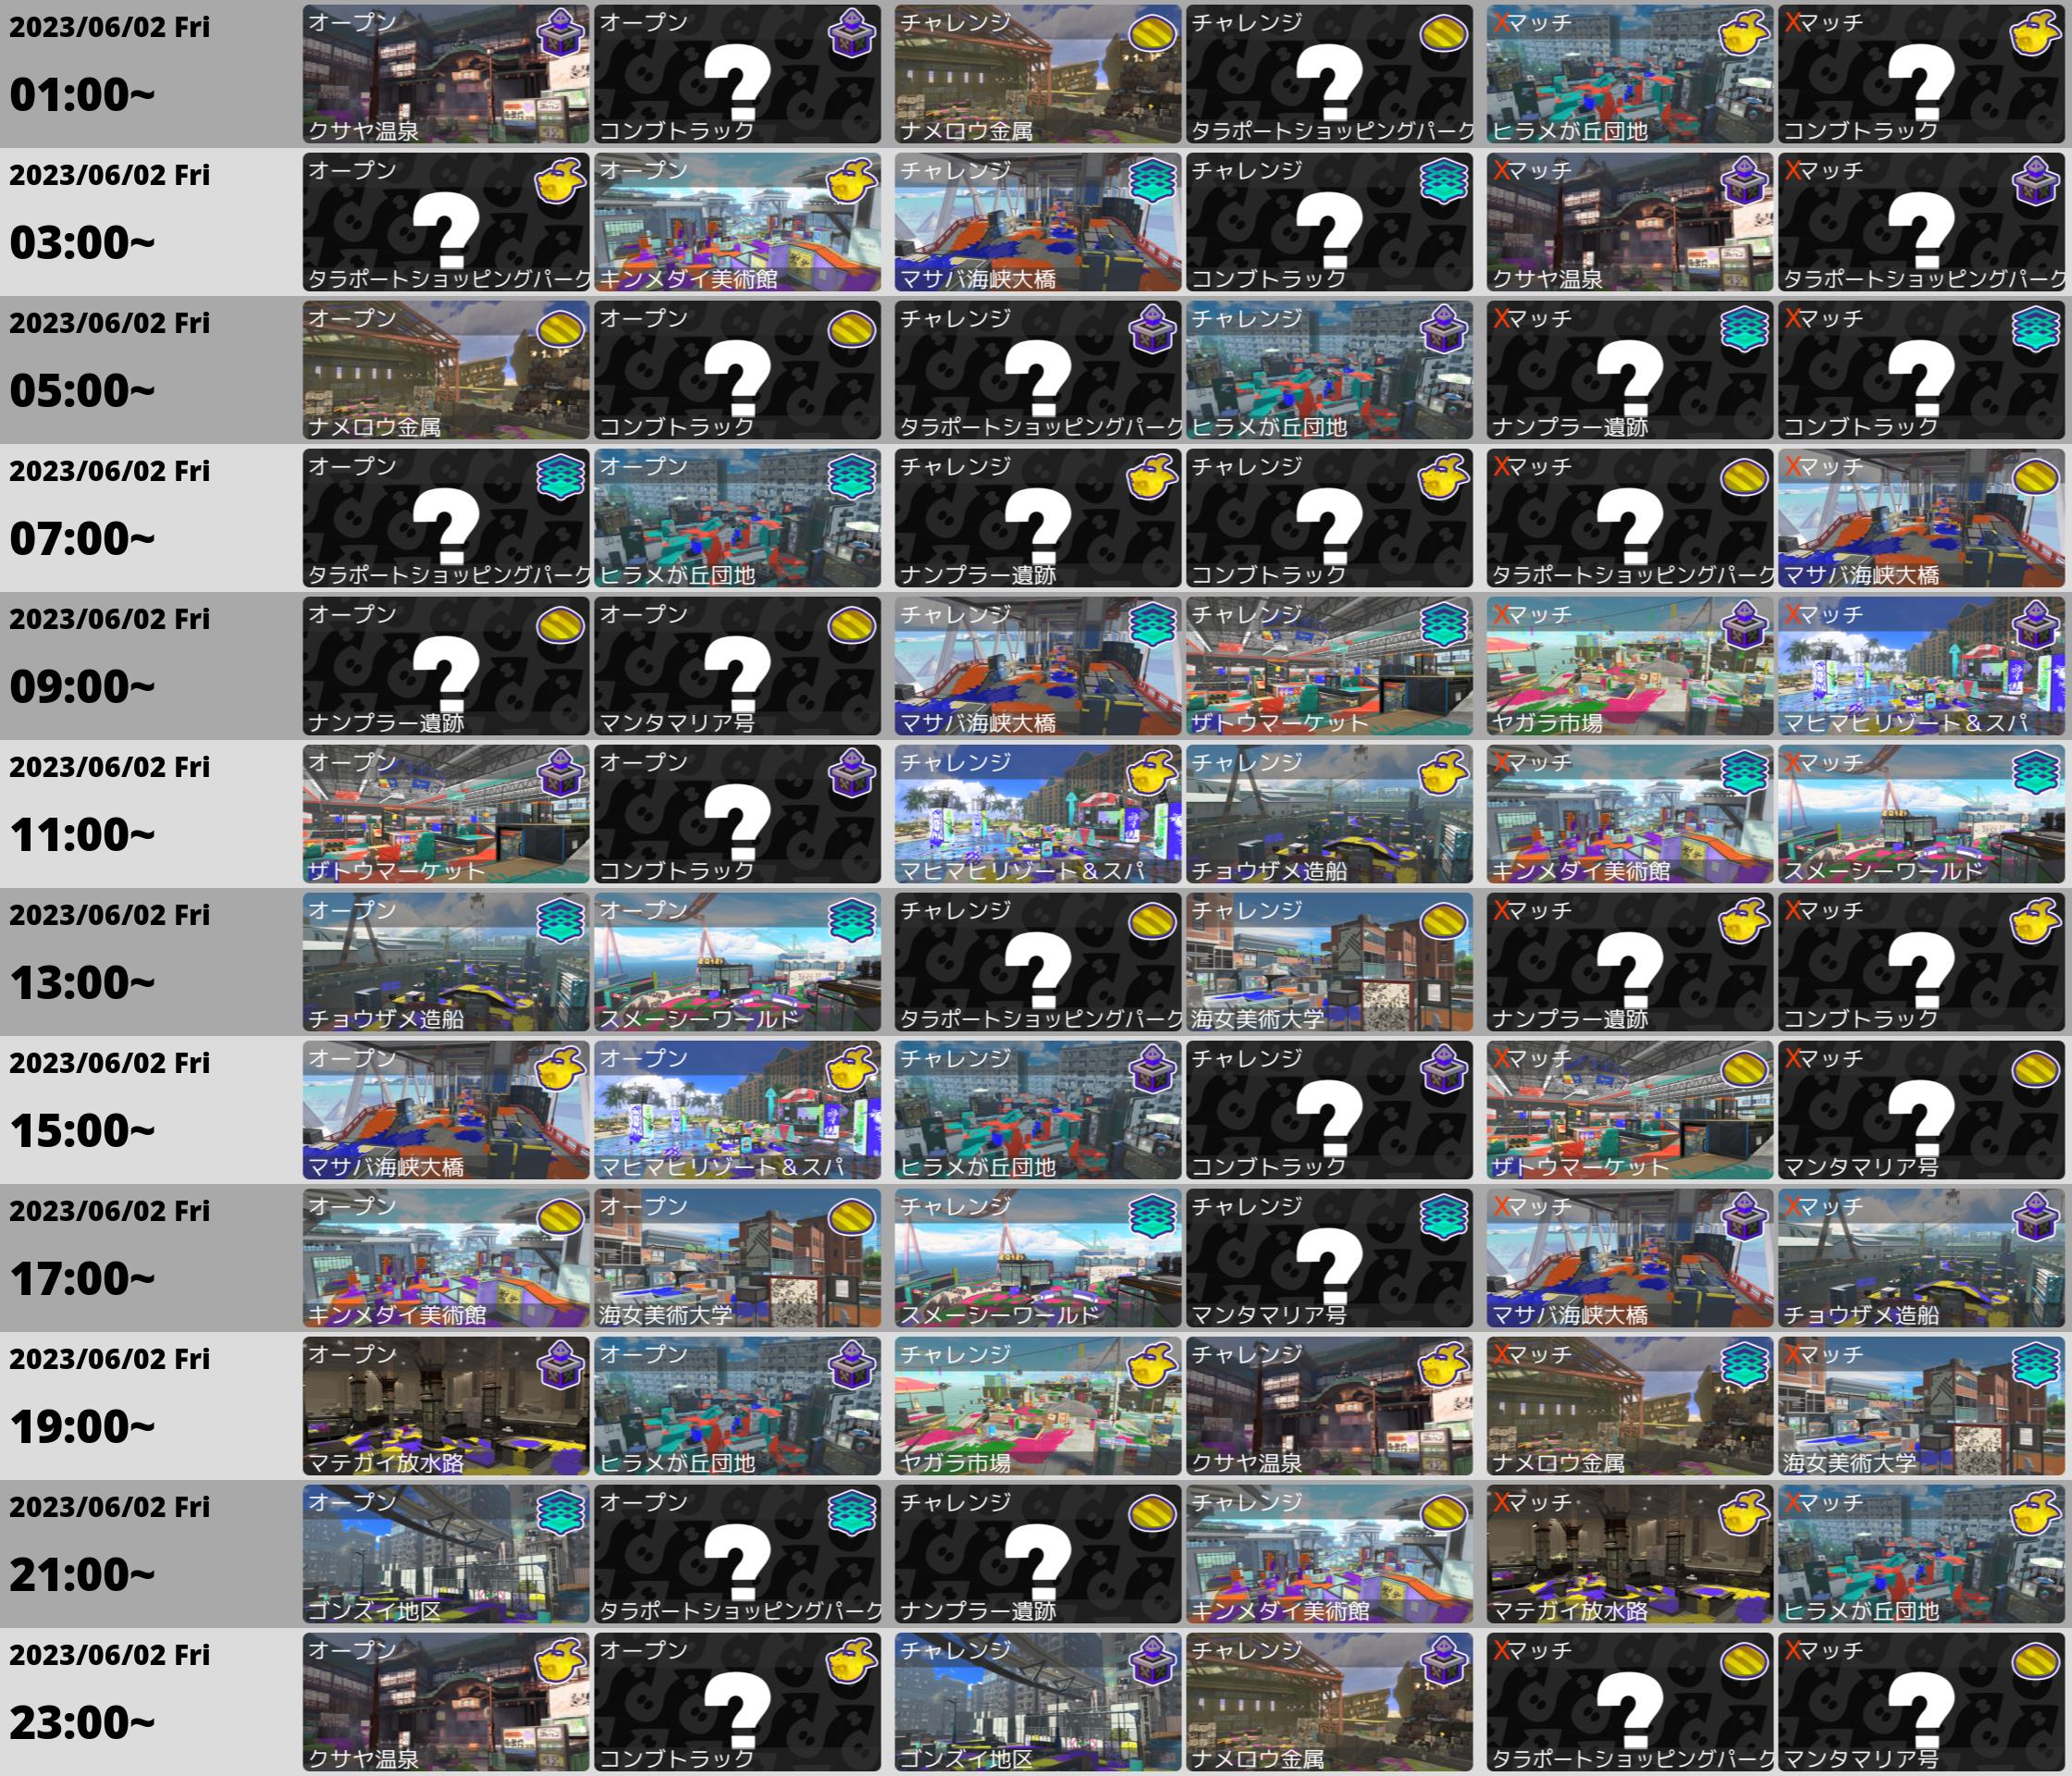 2023/06/02 Fri
01:00~
オープン
クサヤ温泉
オープン
コンブトラック
チャレンジ
ナメロウ金属
チャレンジ
タラポートショッピングパーク
Xマッチ
ヒラメが丘団地
Xマッチ
コンブトラック
2023/06/02 Fri
03:00~
オープン
タラポートショッピングパーク
オープン
キンメダイ美術館
チャレンジ
マサバ海峡大橋
チャレンジ
コンブトラック
Xマッチ
クサヤ温泉
Xマッチ
タラポートショッピングパーク
2023/06/02 Fri
05:00~
オープン
ナメロウ金属
オープン
コンブトラック
チャレンジ
タラポートショッピングパーク
チャレンジ
ヒラメが丘団地
Xマッチ
ナンプラー遺跡
Xマッチ
コンブトラック
2023/06/02 Fri
07:00~
オープン
タラポートショッピングパーク
オープン
ヒラメが丘団地
チャレンジ
ナンプラー遺跡
チャレンジ
コンブトラック
Xマッチ
タラポートショッピングパーク
Xマッチ
マサバ海峡大橋
2023/06/02 Fri
09:00~
オープン
ナンプラー遺跡
オープン
マンタマリア号
チャレンジ
マサバ海峡大橋
チャレンジ
ザトウマーケット
Xマッチ
ヤガラ市場
Xマッチ
マヒマヒリゾート＆スパ
2023/06/02 Fri
11:00~
オープン
ザトウマーケット
オープン
コンブトラック
チャレンジ
マヒマヒリゾート＆スパ
チャレンジ
チョウザメ造船
Xマッチ
キンメダイ美術館
Xマッチ
スメーシーワールド
2023/06/02 Fri
13:00~
オープン
チョウザメ造船
オープン
スメーシーワールド
チャレンジ
タラポートショッピングパーク
チャレンジ
海女美術大学
Xマッチ
ナンプラー遺跡
Xマッチ
コンブトラック
2023/06/02 Fri
15:00~
オープン
マサバ海峡大橋
オープン
マヒマヒリゾート＆スパ
チャレンジ
ヒラメが丘団地
チャレンジ
コンブトラック
Xマッチ
ザトウマーケット
Xマッチ
マンタマリア号
2023/06/02 Fri
17:00~
オープン
キンメダイ美術館
オープン
海女美術大学
チャレンジ
スメーシーワールド
チャレンジ
マンタマリア号
Xマッチ
マサバ海峡大橋
Xマッチ
チョウザメ造船
2023/06/02 Fri
19:00~
オープン
マテガイ放水路
オープン
ヒラメが丘団地
チャレンジ
ヤガラ市場
チャレンジ
クサヤ温泉
Xマッチ
ナメロウ金属
Xマッチ
海女美術大学
2023/06/02 Fri
21:00~
オープン
ゴンズイ地区
オープン
タラポートショッピングパーク
チャレンジ
ナンプラー遺跡
チャレンジ
キンメダイ美術館
Xマッチ
マテガイ放水路
Xマッチ
ヒラメが丘団地
2023/06/02 Fri
23:00~
オープン
クサヤ温泉
オープン
コンブトラック
チャレンジ
ゴンズイ地区
チャレンジ
ナメロウ金属
Xマッチ
タラポートショッピングパーク
Xマッチ
マンタマリア号